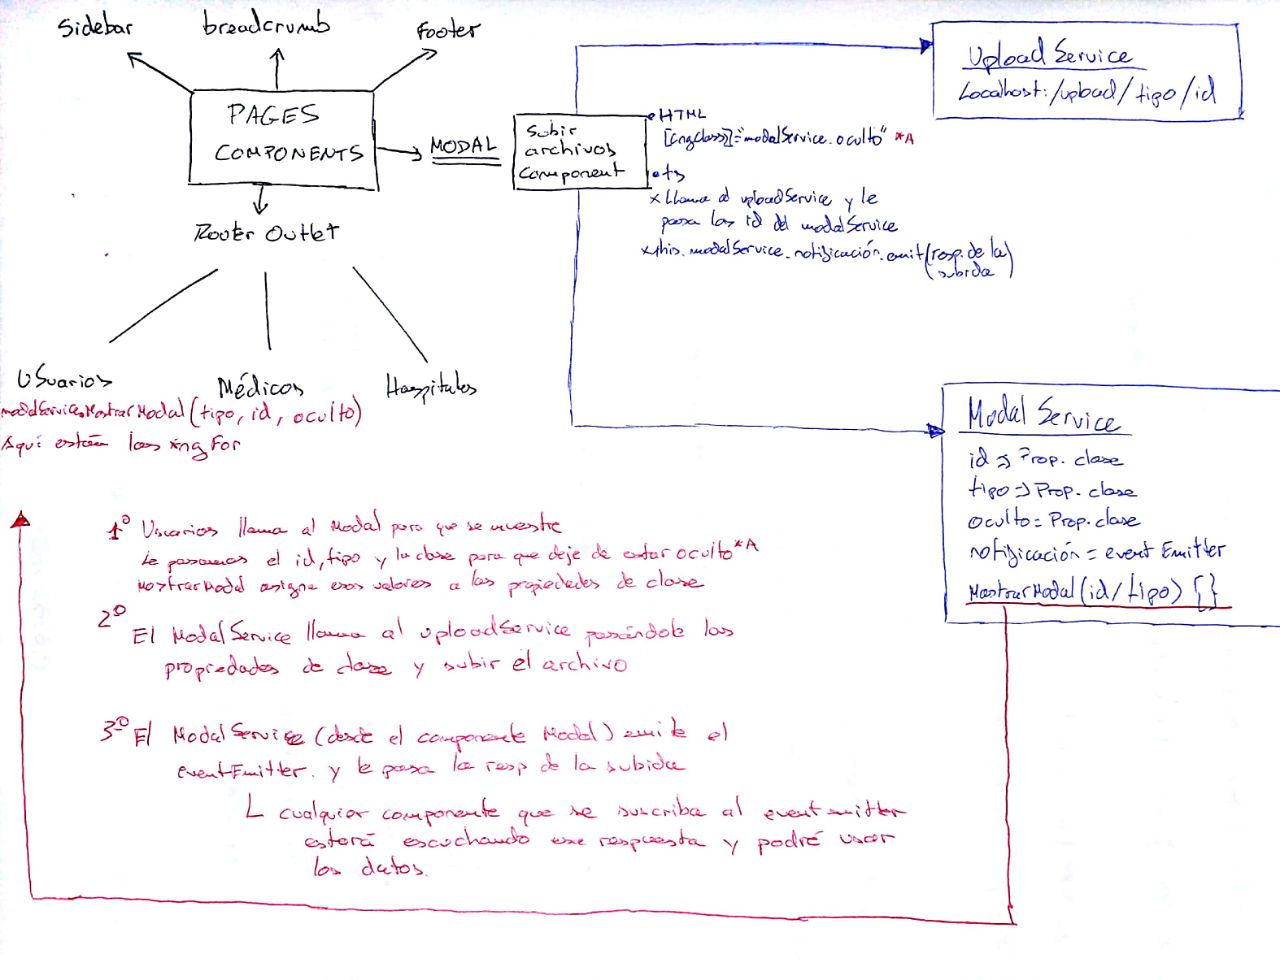 Sidebar
breadcrumb
Footer
PAGES
COMPONENTS
MODAL
Router Outlet
Usuarios
Médicos
Hospitales
modalService.MostrarModal(tipo, id, oculto)
Aquí están los *ngFor
subir
archivos
component
HTML
[ngClass]="modalService.oculto" *A
ts
x Llama al uploadService y le
pasa los id del modalService
x this.modalService.notificación.emit(resp. de la
subida)
Upload Service
Localhost:/upload/tipo/id
Modal Service
id => Prop. clase
tipo => Prop. clase
oculto = Prop. clase
notificación = event Emitter
MostrarModal(id/tipo) {}
1º Usuarios llama al Modal para que se muestre
Le pasamos el id, tipo y la clase para que deje de estar oculto *A
MostrarModal asigna esos valores a las propiedades de clase
2º El ModalService llama al uploadService pasándole las
propiedades de clase y subir el archivo
3º El ModalService (desde el componente Modal) emite el
eventEmitter. y le pasa la resp de la subida
L cualquier componente que se suscriba al eventemitter
estará escuchando ese respuesta y podré usar
los datos.